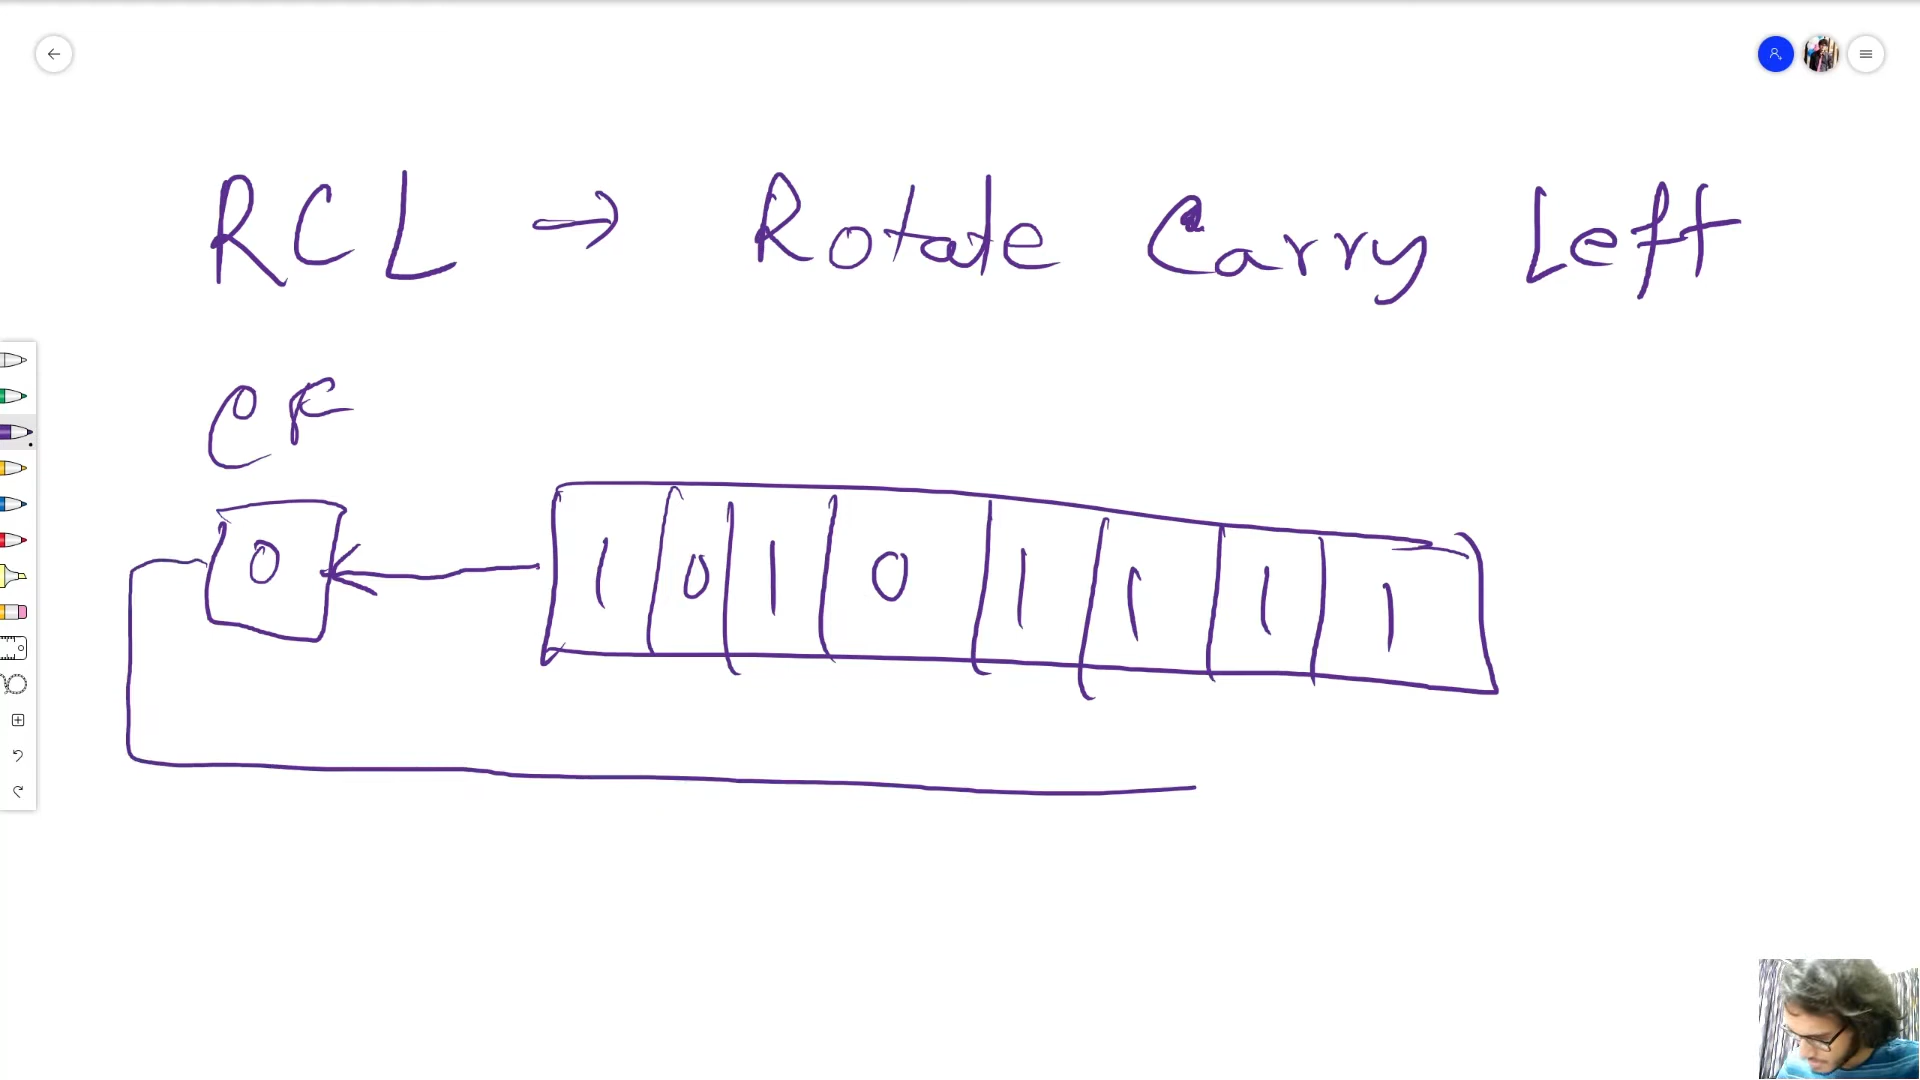 RCL → Rotate Carry Left
CF
0 1 0 1 0 1 1 1 1